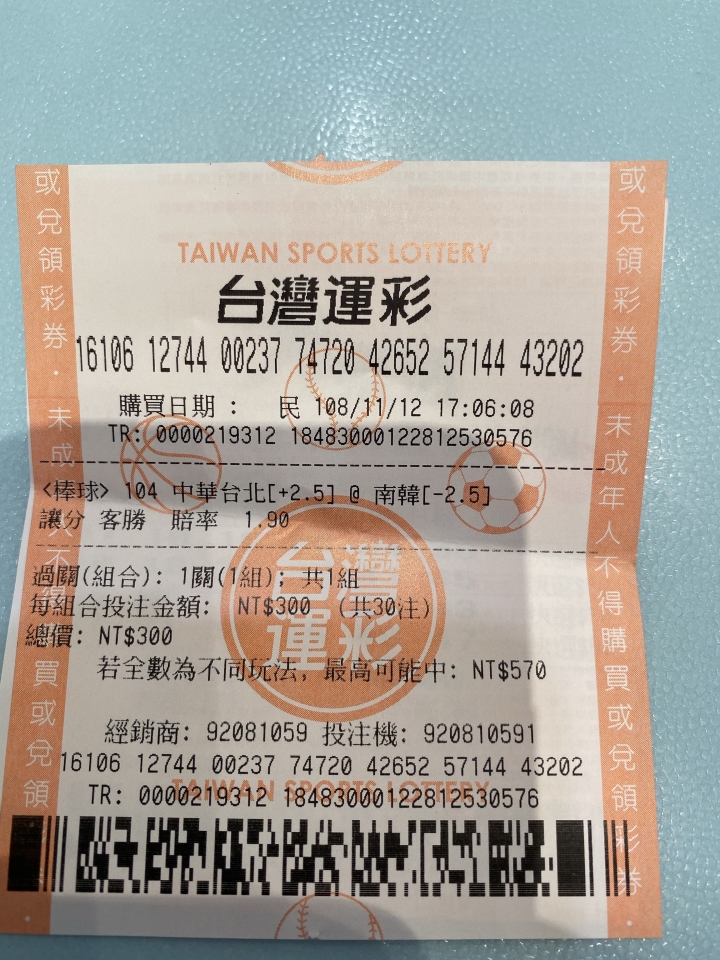 TAIWAN SPORTS LOTTERY
台灣運彩
16106 12744 00237 74720 42652 57144 43202
購買日期： 民 108/11/12 17:06:08
TR: 0000219312 18483000122812530576
<棒球> 104 中華台北[+2.5] @ 南韓[-2.5]
讓分 客勝 賠率 1.90
過關(組合): 1關(1組); 共1組
每組合投注金額: NT$300 (共30注)
總價: NT$300
若全數為不同玩法, 最高可能中: NT$570
台灣運彩
經銷商: 92081059 投注機: 920810591
16106 12744 00237 74720 42652 57144 43202
TAIWAN SPORTS LOTTERY
TR: 0000219312 18483000122812530576
或兌領彩券．未成年人不得購買或兌領
或兌領彩券．未成年人不得購買或兌領彩券